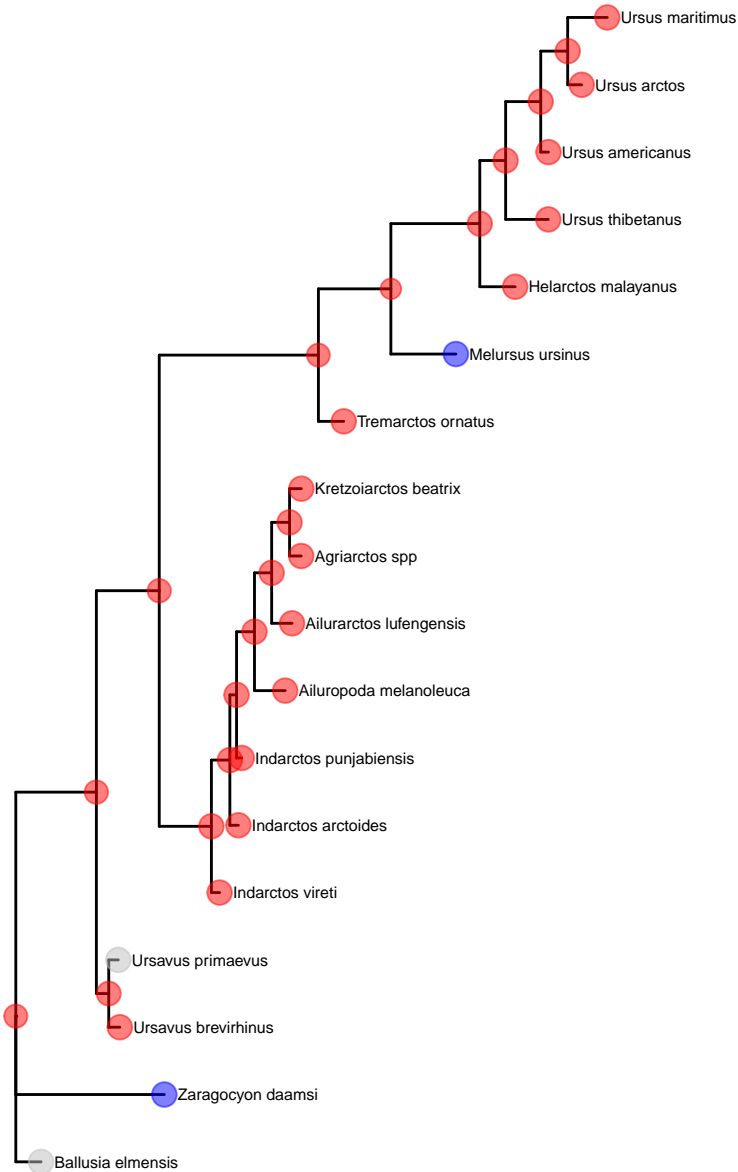 Ursus maritimus
Ursus arctos
Ursus americanus
Ursus thibetanus
Helarctos malayanus
Melursus ursinus
Tremarctos ornatus
Kretzoiarctos beatrix
Agriarctos spp
Ailurarctos lufengensis
Ailuropoda melanoleuca
Indarctos punjabiensis
Indarctos arctoides
Indarctos vireti
Ursavus primaevus
Ursavus brevirhinus
Zaragocyon daamsi
Ballusia elmensis